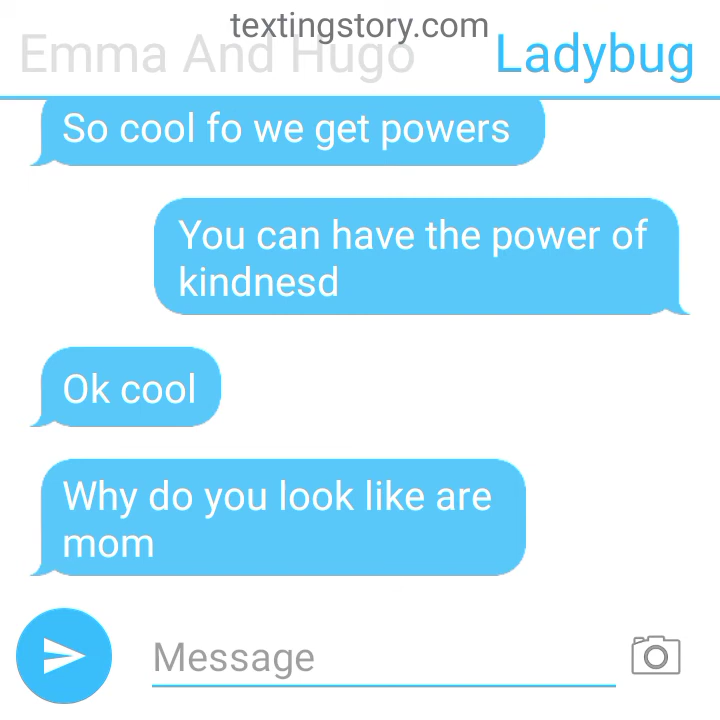 textingstory.com
Emma And Hugo
Ladybug
So cool fo we get powers
You can have the power of
kindnesd
Ok cool
Why do you look like are
mom
Message